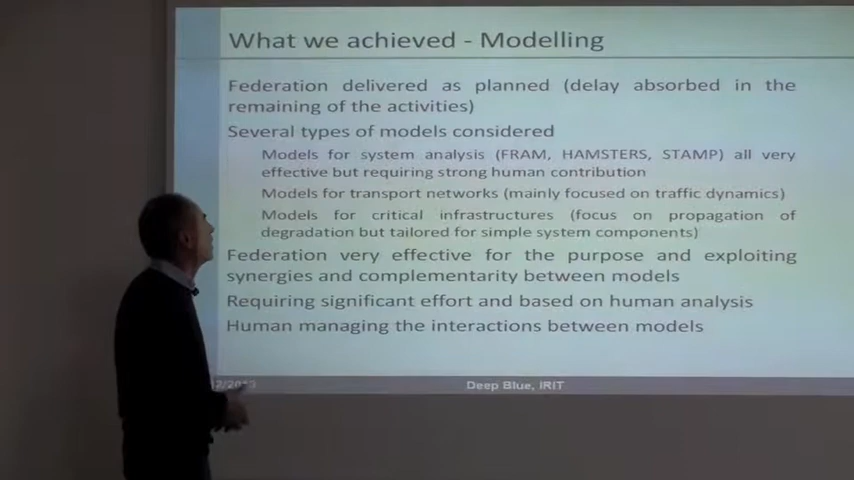 What we achieved - Modelling
Federation delivered as planned (delay absorbed in the
remaining of the activities)
Several types of models considered
Models for system analysis (FRAM, HAMSTERS, STAMP) all very
effective but requiring strong human contribution
Models for transport networks (mainly focused on traffic dynamics)
Models for critical infrastructures (focus on propagation of
degradation but tailored for simple system components)
Federation very effective for the purpose and exploiting
synergies and complementarity between models
Requiring significant effort and based on human analysis
Human managing the interactions between models
Deep Blue, IRIT